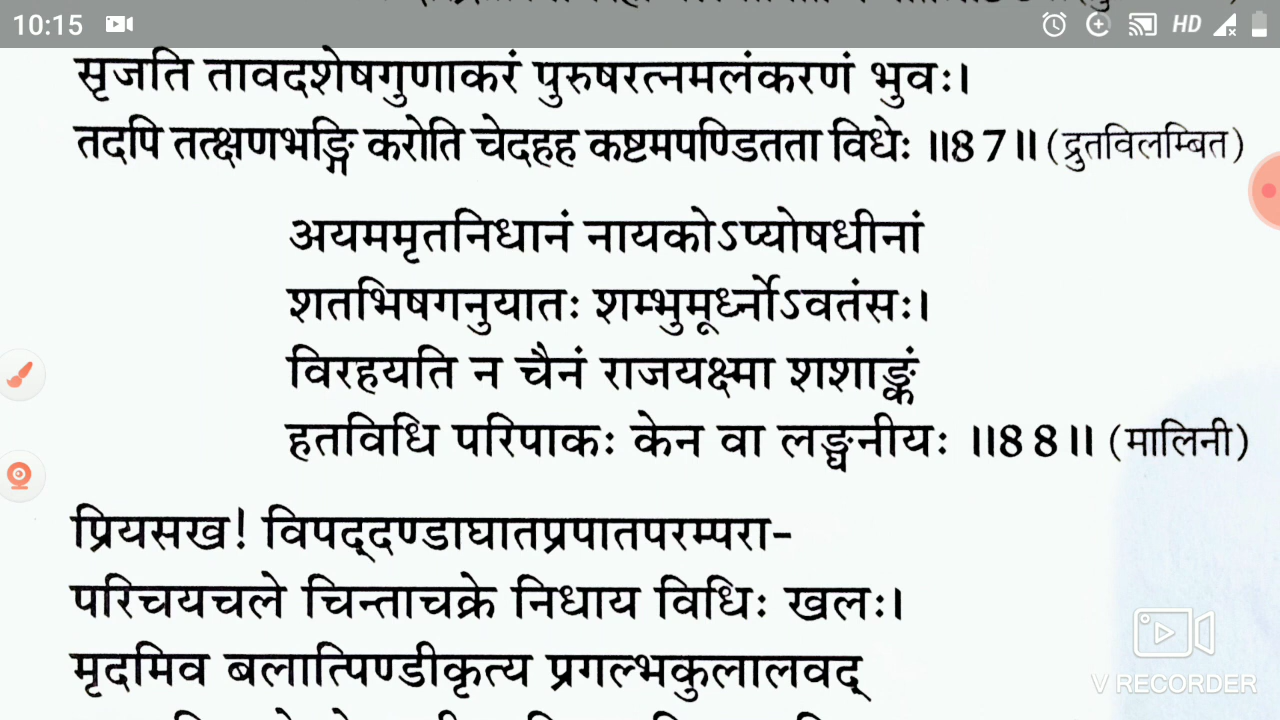 10:15 HD
सृजति तावदशेषगुणाकरं पुरुषरत्नमलंकरणं भुवः।
तदपि तत्क्षणभङ्गि करोति चेदहह कष्टमपण्डितता विधेः ॥87॥ (द्रुतविलम्बित)
अयममृतनिधानं नायकोऽप्योषधीनां
शतभिषगनुयातः शम्भुमूर्ध्नोऽवतंसः।
विरहयति न चैनं राजयक्ष्मा शशाङ्कं
हतविधि परिपाकः केन वा लङ्घनीयः ॥88॥ (मालिनी)
प्रियसख! विपद्दण्डाघातप्रपातपरम्परा-
परिचयचले चिन्ताचक्रे निधाय विधिः खलः।
मृदमिव बलात्पिण्डीकृत्य प्रगल्भकुलालवद्
V RECORDER